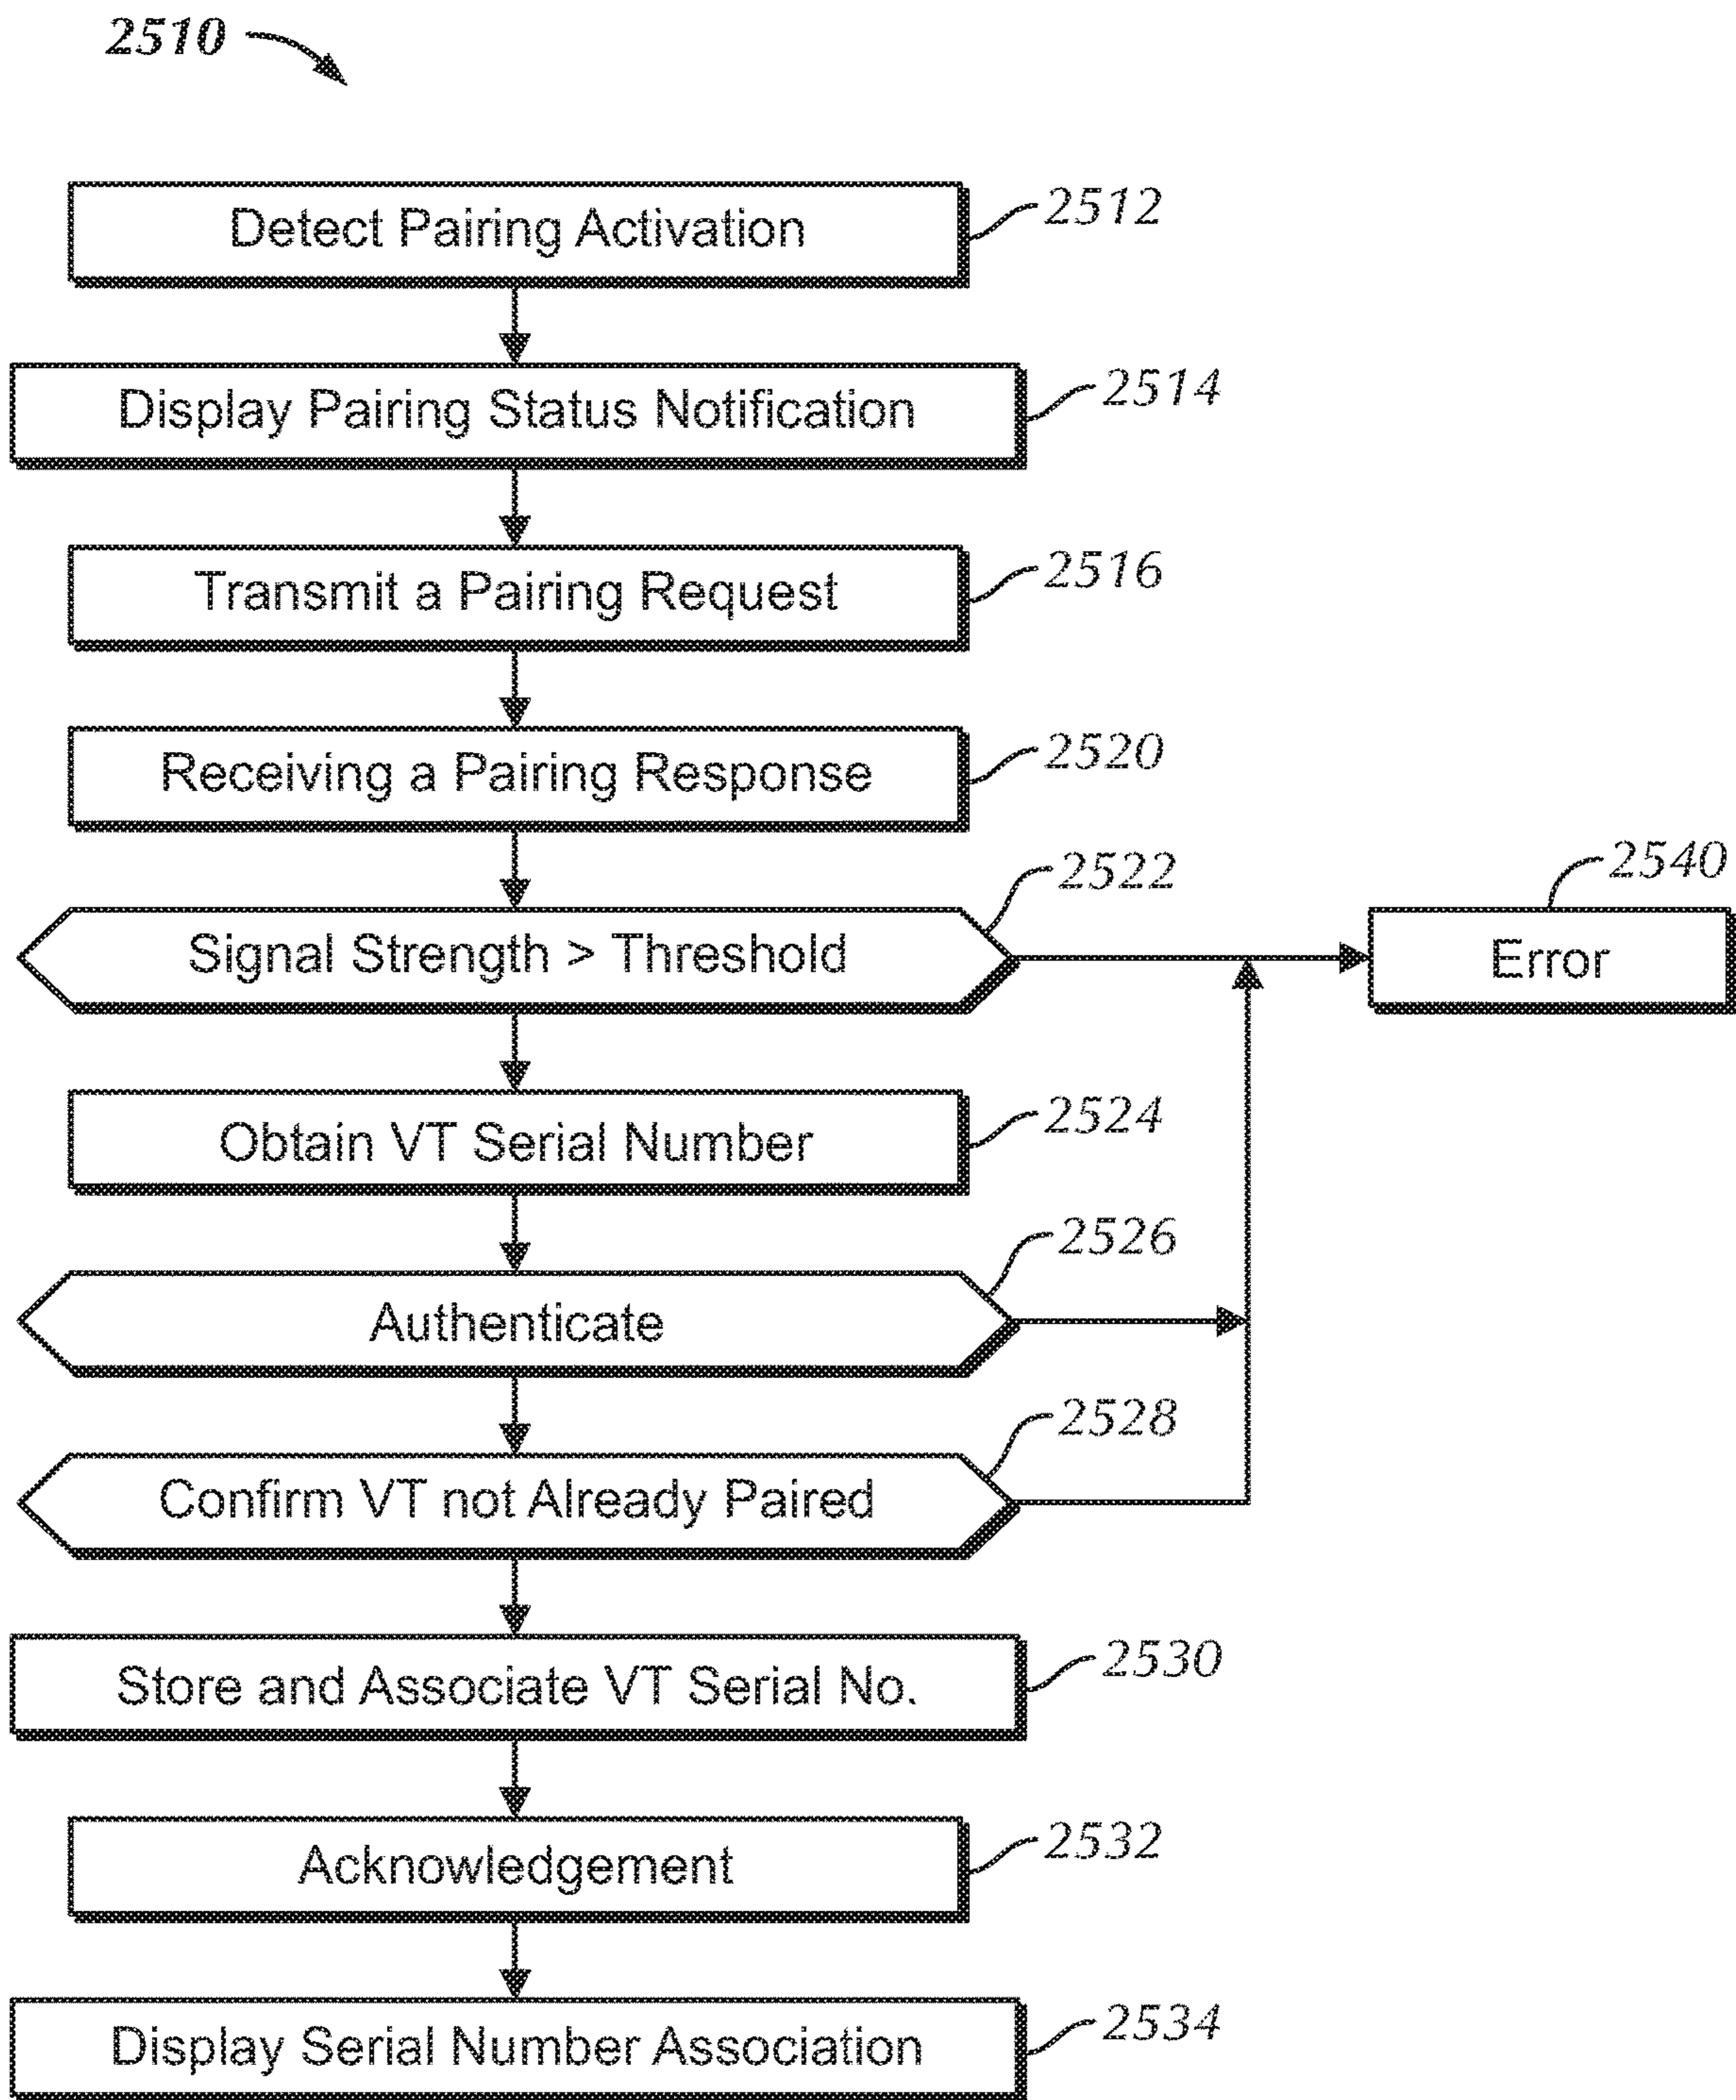 2510
Detect Pairing Activation
2512
Display Pairing Status Notification
2514
Transmit a Pairing Request
2516
Receiving a Pairing Response
2520
Signal Strength > Threshold
2522
Error
2540
Obtain VT Serial Number
2524
Authenticate
2526
Confirm VT not Already Paired
2528
Store and Associate VT Serial No.
2530
Acknowledgement
2532
Display Serial Number Association
2534